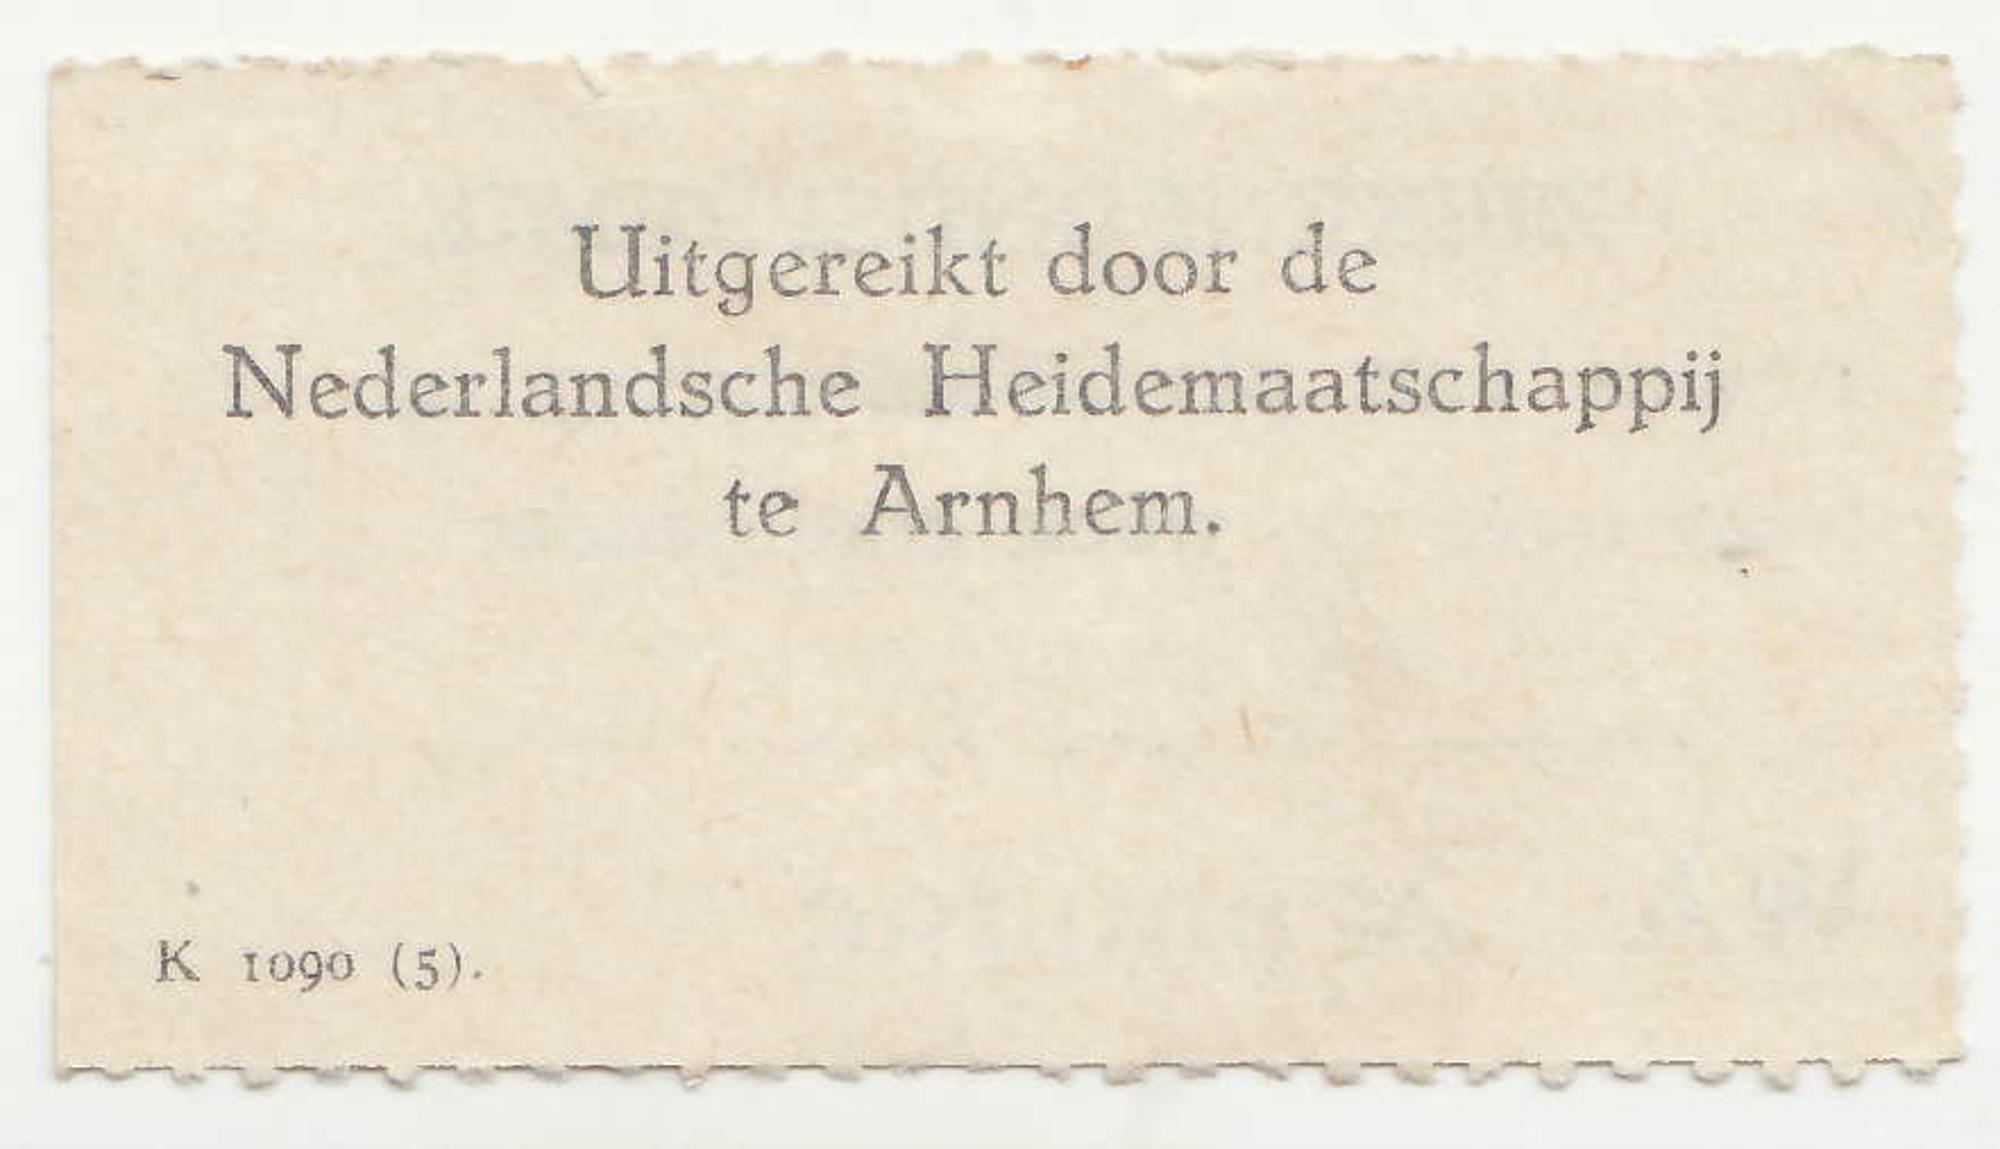 Uitgereikt door de
Nederlandsche Heidemaatschappij
te Arnhem.
K 1090 (5).